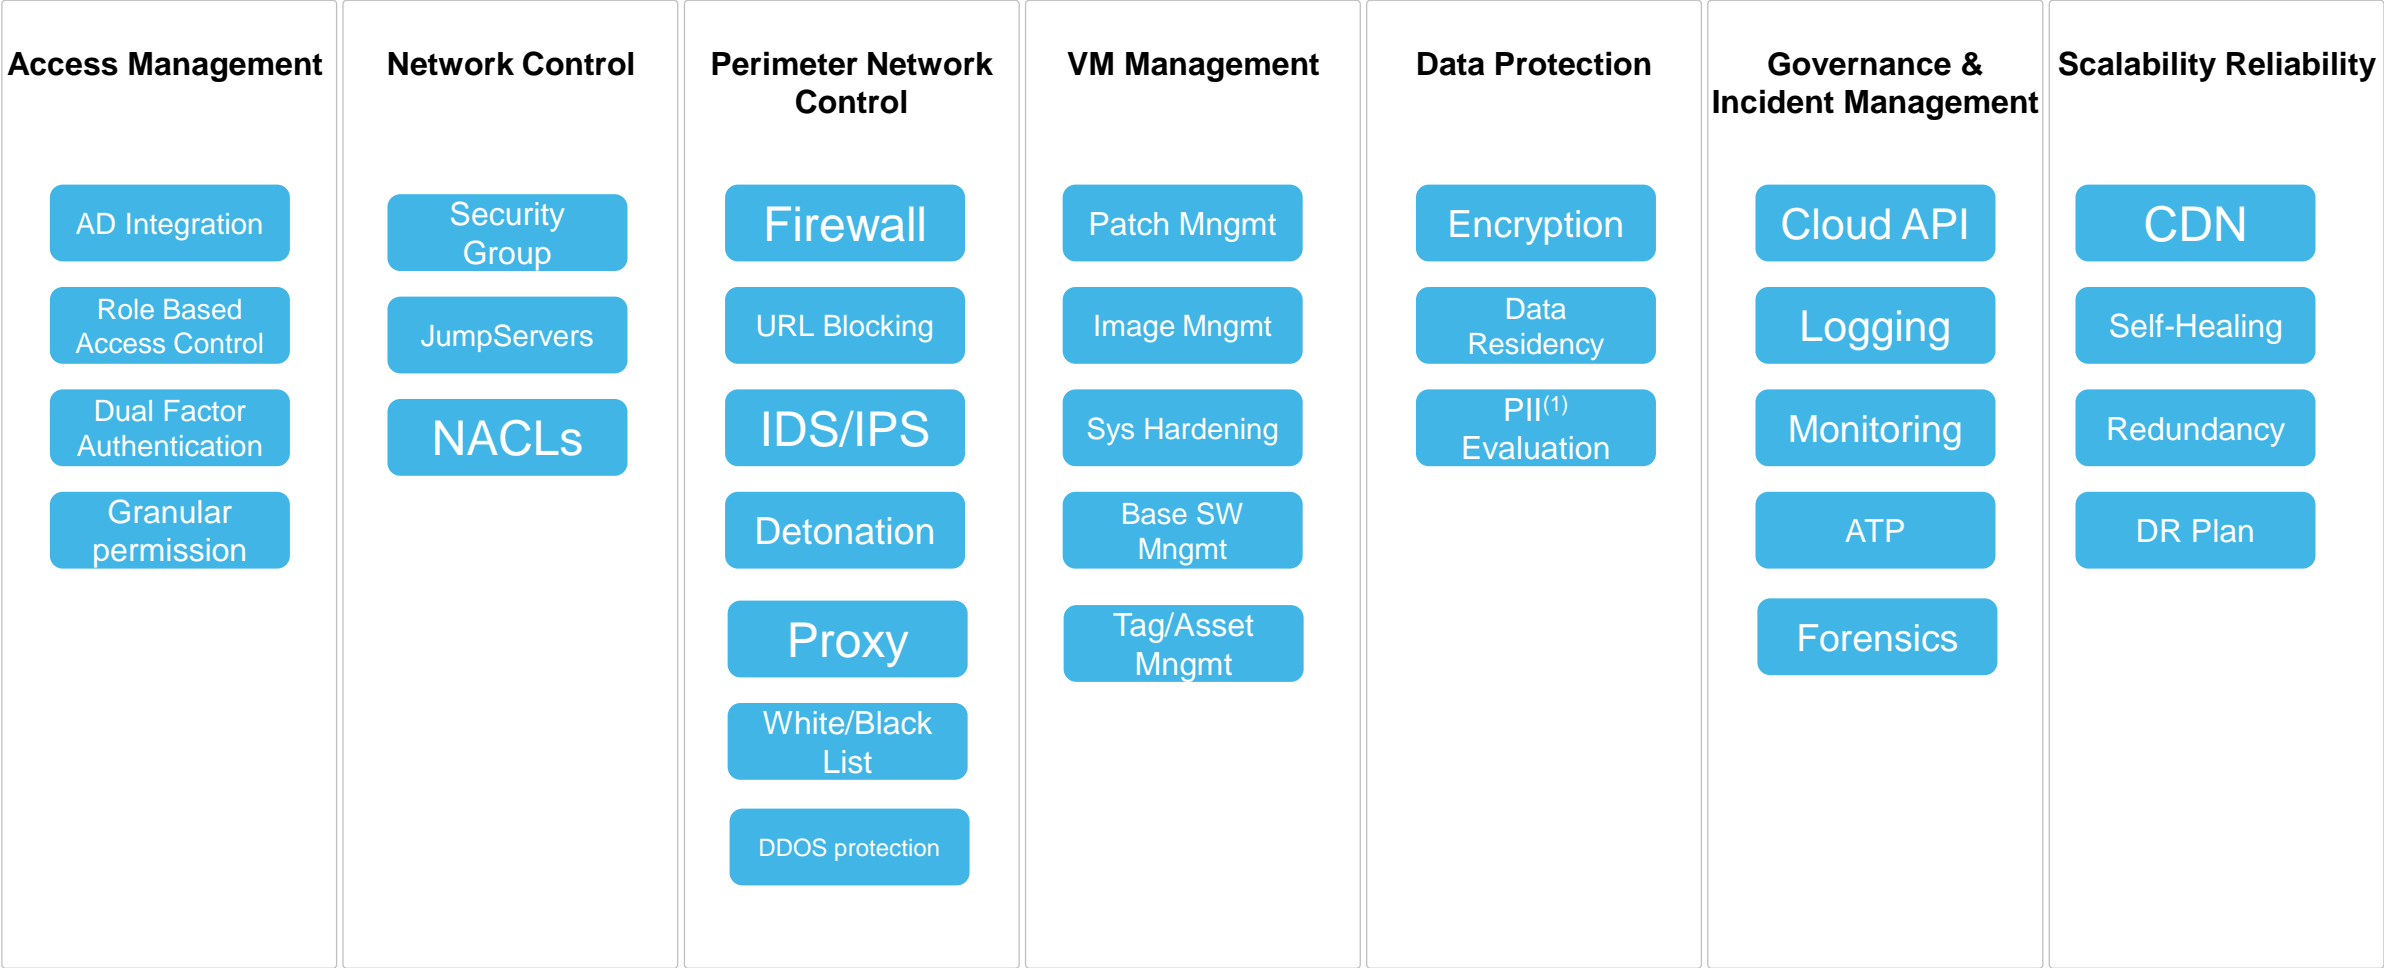 Access Management
AD Integration
Role Based
Access Control
Dual Factor
Authentication
Granular
permission
Network Control
Security
Group
JumpServers
NACLs
Perimeter Network
Control
Firewall
URL Blocking
IDS/IPS
Detonation
Proxy
White/Black
List
DDOS protection
VM Management
Patch Mngmt
Image Mngmt
Sys Hardening
Base SW
Mngmt
Tag/Asset
Mngmt
Data Protection
Encryption
Data
Residency
PII(1)
Evaluation
Governance &
Incident Management
Cloud API
Logging
Monitoring
ATP
Forensics
Scalability Reliability
CDN
Self-Healing
Redundancy
DR Plan